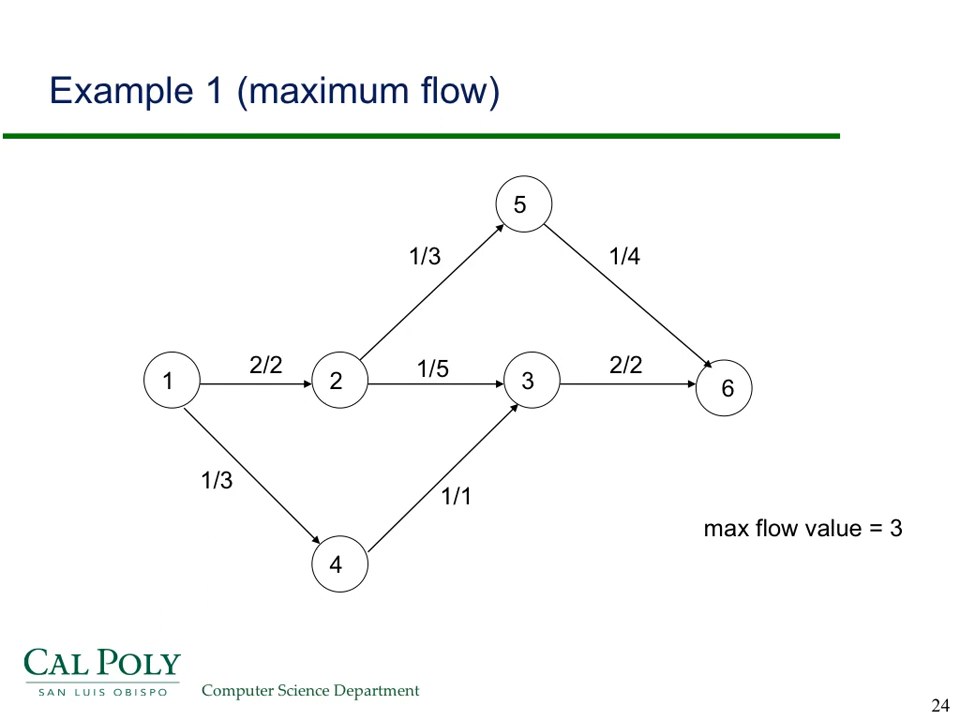 Example 1 (maximum flow)
5
1/3
1/4
2/2
1/5
2/2
1
2
3
6
1/3
1/1
max flow value = 3
4
CAL POLY
SAN LUIS OBISPO
Computer Science Department
24